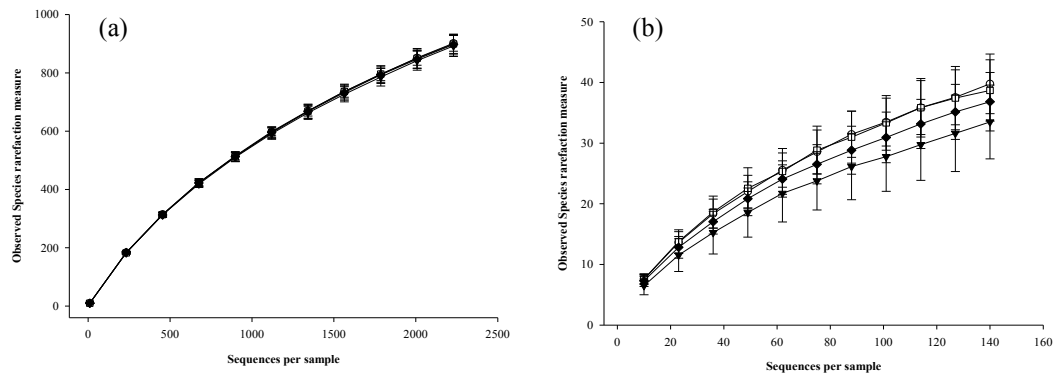 (a)
Observed Species rarefaction measure
1000
800
600
400
200
0
0 500 1000 1500 2000 2500
Sequences per sample
(b)
Observed Species rarefaction measure
50
40
30
20
10
0
0 20 40 60 80 100 120 140 160
Sequences per sample